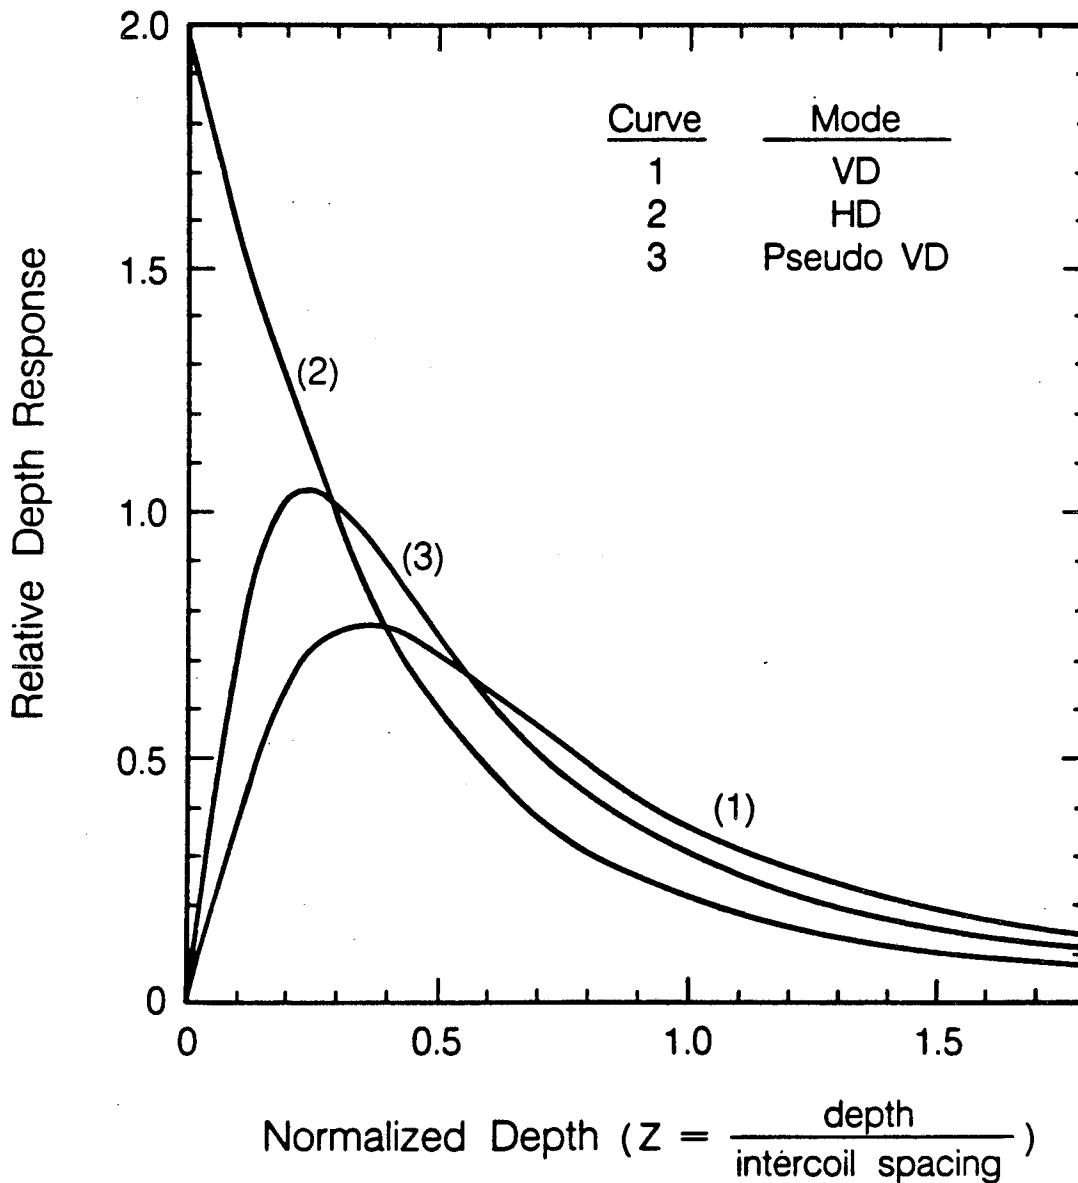 2.0
1.5
1.0
0.5
0
Relative Depth Response
Curve Mode
1 VD
2 HD
3 Pseudo VD
(2)
(3)
(1)
0 0.5 1.0 1.5
Normalized Depth (Z = depth / intercoil spacing)